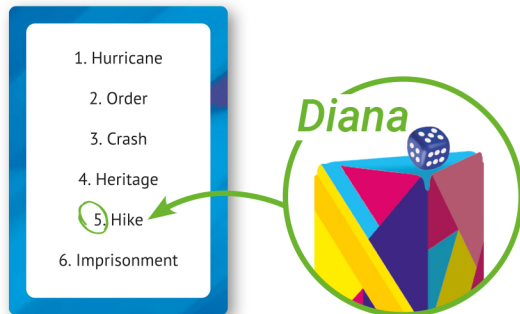 1. Hurricane
2. Order
3. Crash
4. Heritage
5. Hike
6. Imprisonment
Diana